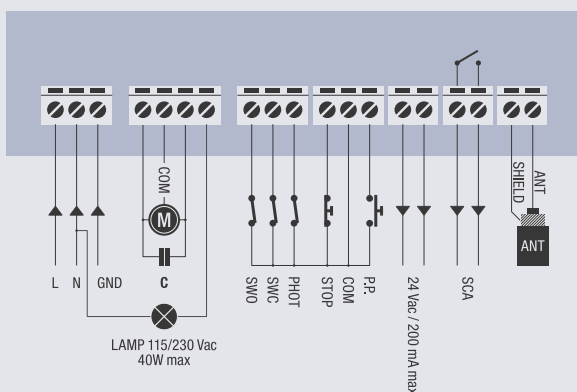 COM
SHIELD
ANT
M
ANT
L
N
GND
C
SWO
SWC
PHOT
STOP
COM
P.P.
24 Vac / 200 mA max
SCA
LAMP 115/230 Vac
40W max